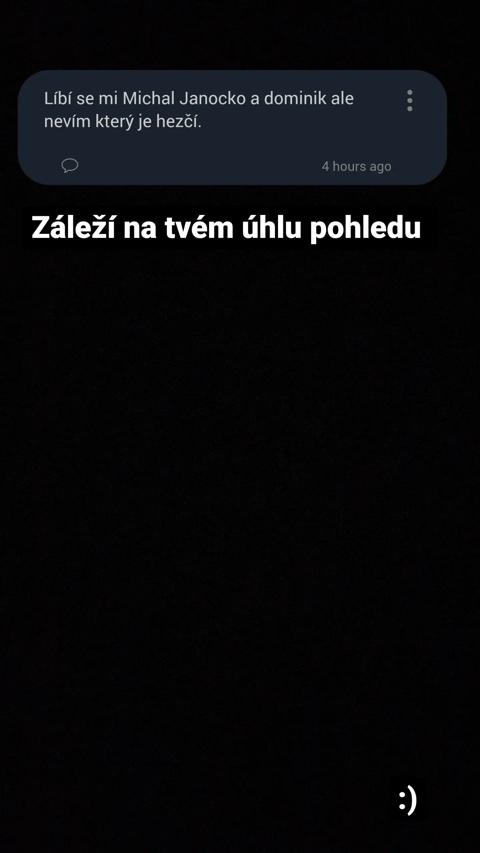 Líbí se mi Michal Janocko a dominik ale
nevím který je hezčí.
4 hours ago
Záleží na tvém úhlu pohledu
:)